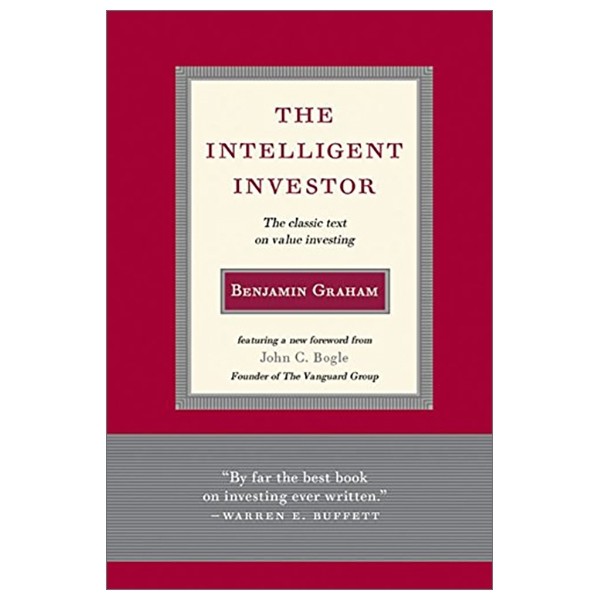 THE
INTELLIGENT
INVESTOR
The classic text
on value investing
BENJAMIN GRAHAM
featuring a new foreword from
John C. Bogle
Founder of The Vanguard Group
“By far the best book
on investing ever written.”
—WARREN E. BUFFETT